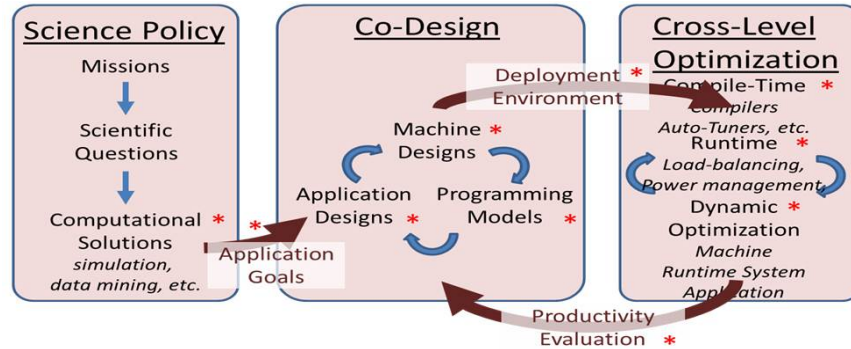 Science Policy
Missions
Scientific
Questions
Computational *
Solutions
simulation,
data mining, etc.
*
Application
Goals
Co-Design
Deployment *
Environment
Machine *
Designs
Application
Designs *
Programming
Models *
Productivity
Evaluation *
Cross-Level
Optimization
Compile-Time *
Compilers
Auto-Tuners, etc.
Runtime *
Load-balancing,
Power management,
Dynamic *
Optimization
Machine
Runtime System
Application